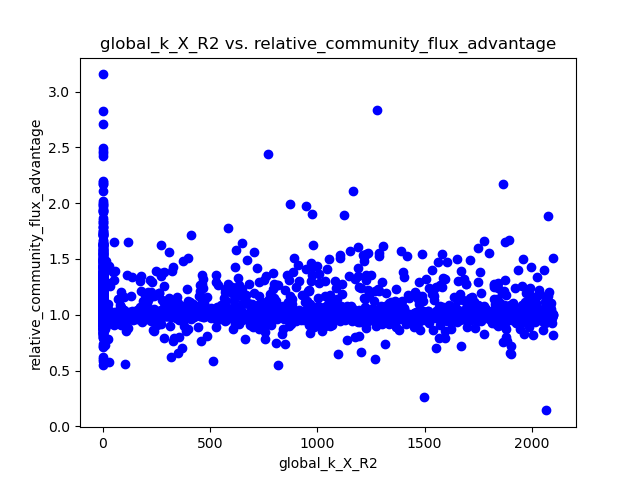 global_k_X_R2 vs. relative_community_flux_advantage
relative_community_flux_advantage
3.0
2.5
2.0
1.5
1.0
0.5
0.0
0 500 1000 1500 2000
global_k_X_R2